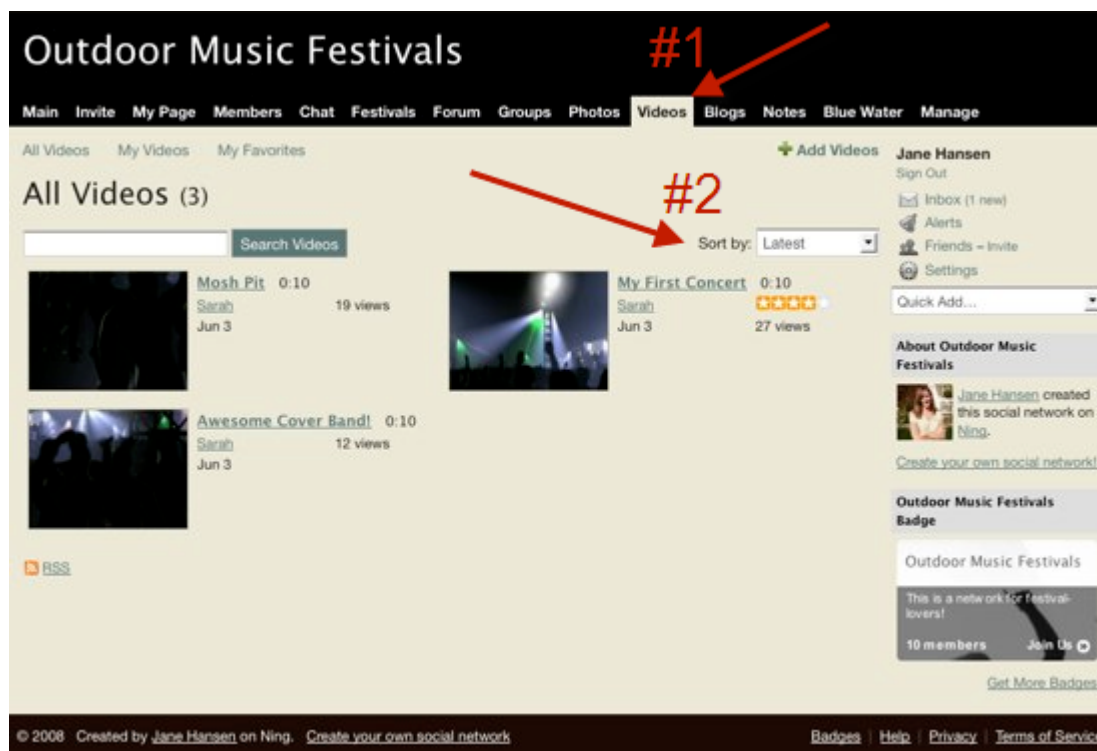 Outdoor Music Festivals
#1
Main Invite My Page Members Chat Festivals Forum Groups Photos Videos Blogs Notes Blue Water Manage
All Videos My Videos My Favorites
Add Videos
All Videos (3)
#2
Search Videos
Sort by: Latest
Mosh Pit 0:10
Sarah 19 views
Jun 3
My First Concert 0:10
Sarah
Jun 3 27 views
Awesome Cover Band! 0:10
Sarah 12 views
Jun 3
RSS
Jane Hansen
Sign Out
Inbox (1 new)
Alerts
Friends – Invite
Settings
Quick Add...
About Outdoor Music
Festivals
Jane Hansen created
this social network on
Ning.
Create your own social network!
Outdoor Music Festivals
Badge
Outdoor Music Festivals
This is a network for festival-
lovers!
10 members Join Us
Get More Badges
© 2008 Created by Jane Hansen on Ning. Create your own social network
Badges | Help | Privacy | Terms of Service